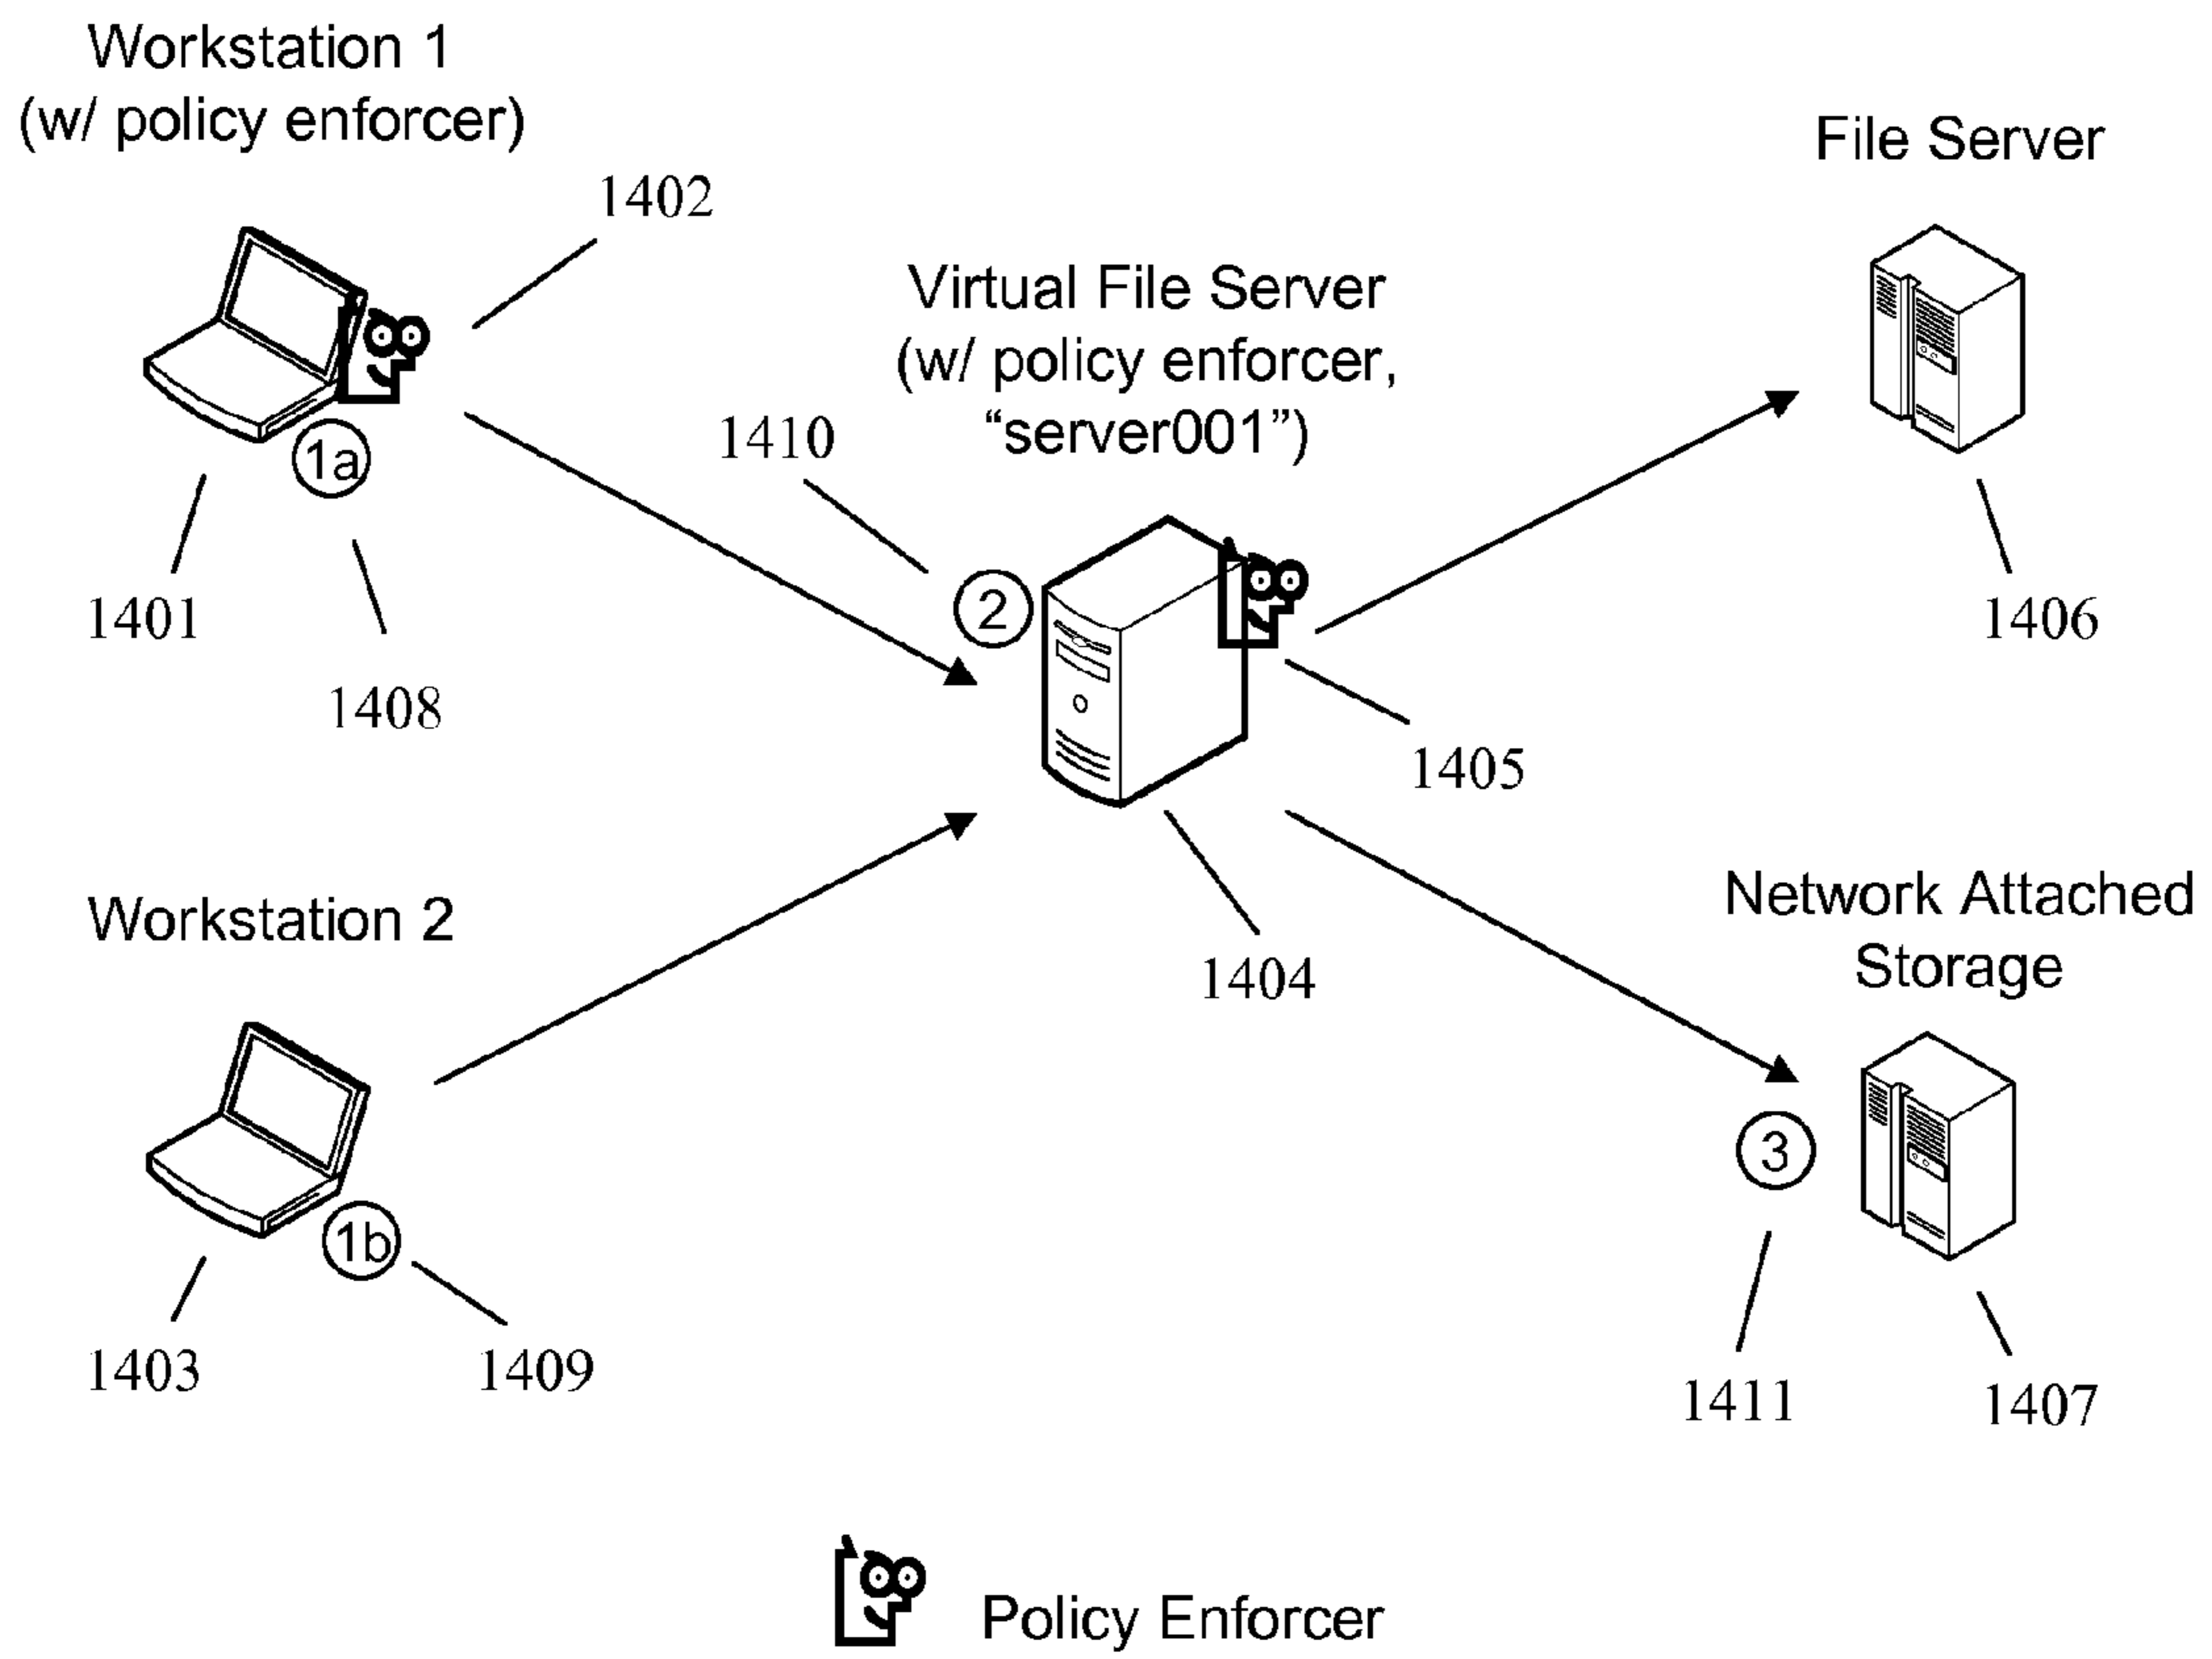 Workstation 1
(w/ policy enforcer)
1402
File Server
Virtual File Server
(w/ policy enforcer,
“server001”)
1410
1a
1401
1408
2
1406
1405
Workstation 2
1404
Network Attached
Storage
3
1b
1403
1409
1411
1407
Policy Enforcer